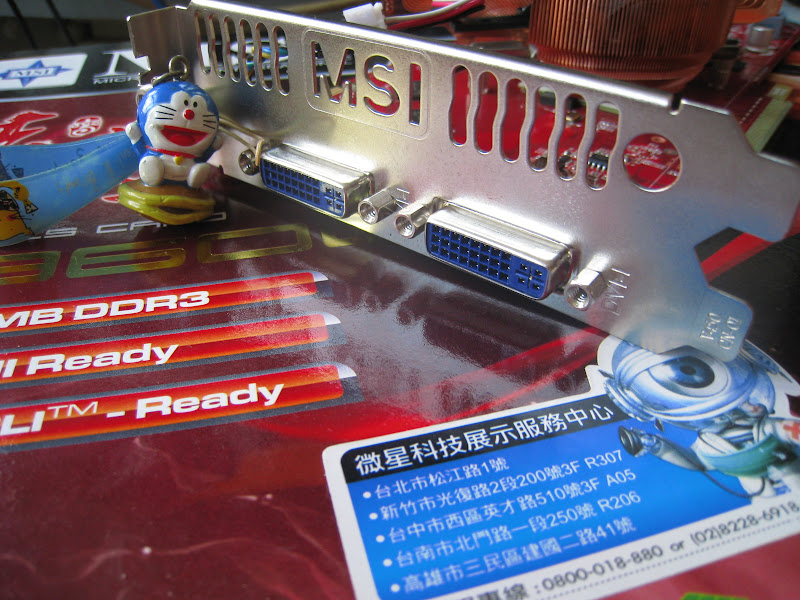 MSI
MSI
MB DDR3
Ready
LI™ - Ready
微星科技展示服務中心
•台北市松江路1號
•新竹市光復路2段200號3F R307
•台中市西區英才路510號3F A05
•台南市北門路一段250號 R206
•高雄市三民區建國二路41號
專線:0800-018-880 or (02)8228-6918